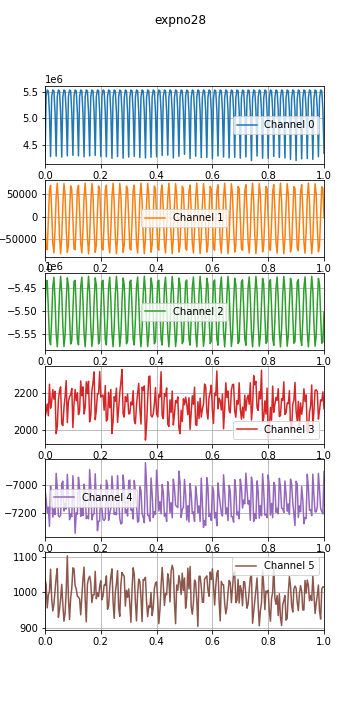 expno28
1e6
5.5
5.0
4.5
Channel 0
0.0 0.2 0.4 0.6 0.8 1.0
50000
0
−50000
Channel 1
0.0 0.2 0.4 0.6 0.8 1.0
1e6
−5.45
−5.50
−5.55
Channel 2
0.0 0.2 0.4 0.6 0.8 1.0
2200
2000
Channel 3
0.0 0.2 0.4 0.6 0.8 1.0
−7000
−7200
Channel 4
0.0 0.2 0.4 0.6 0.8 1.0
1100
1000
900
Channel 5
0.0 0.2 0.4 0.6 0.8 1.0